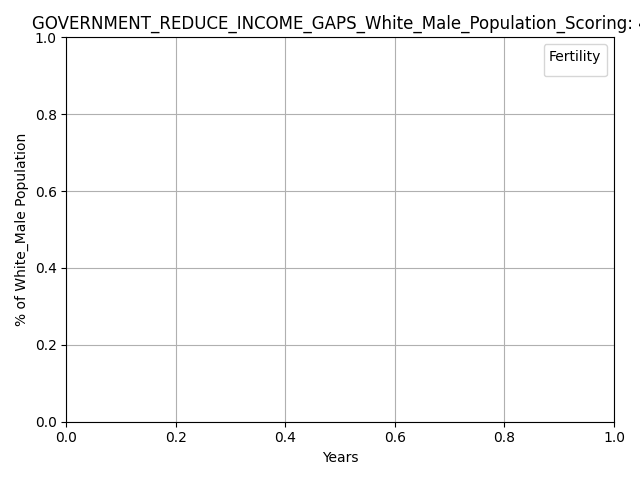 GOVERNMENT_REDUCE_INCOME_GAPS_White_Male_Population_Scoring:
Fertility
1.0
0.8
0.6
0.4
0.2
0.0
% of White_Male Population
0.0 0.2 0.4 0.6 0.8 1.0
Years